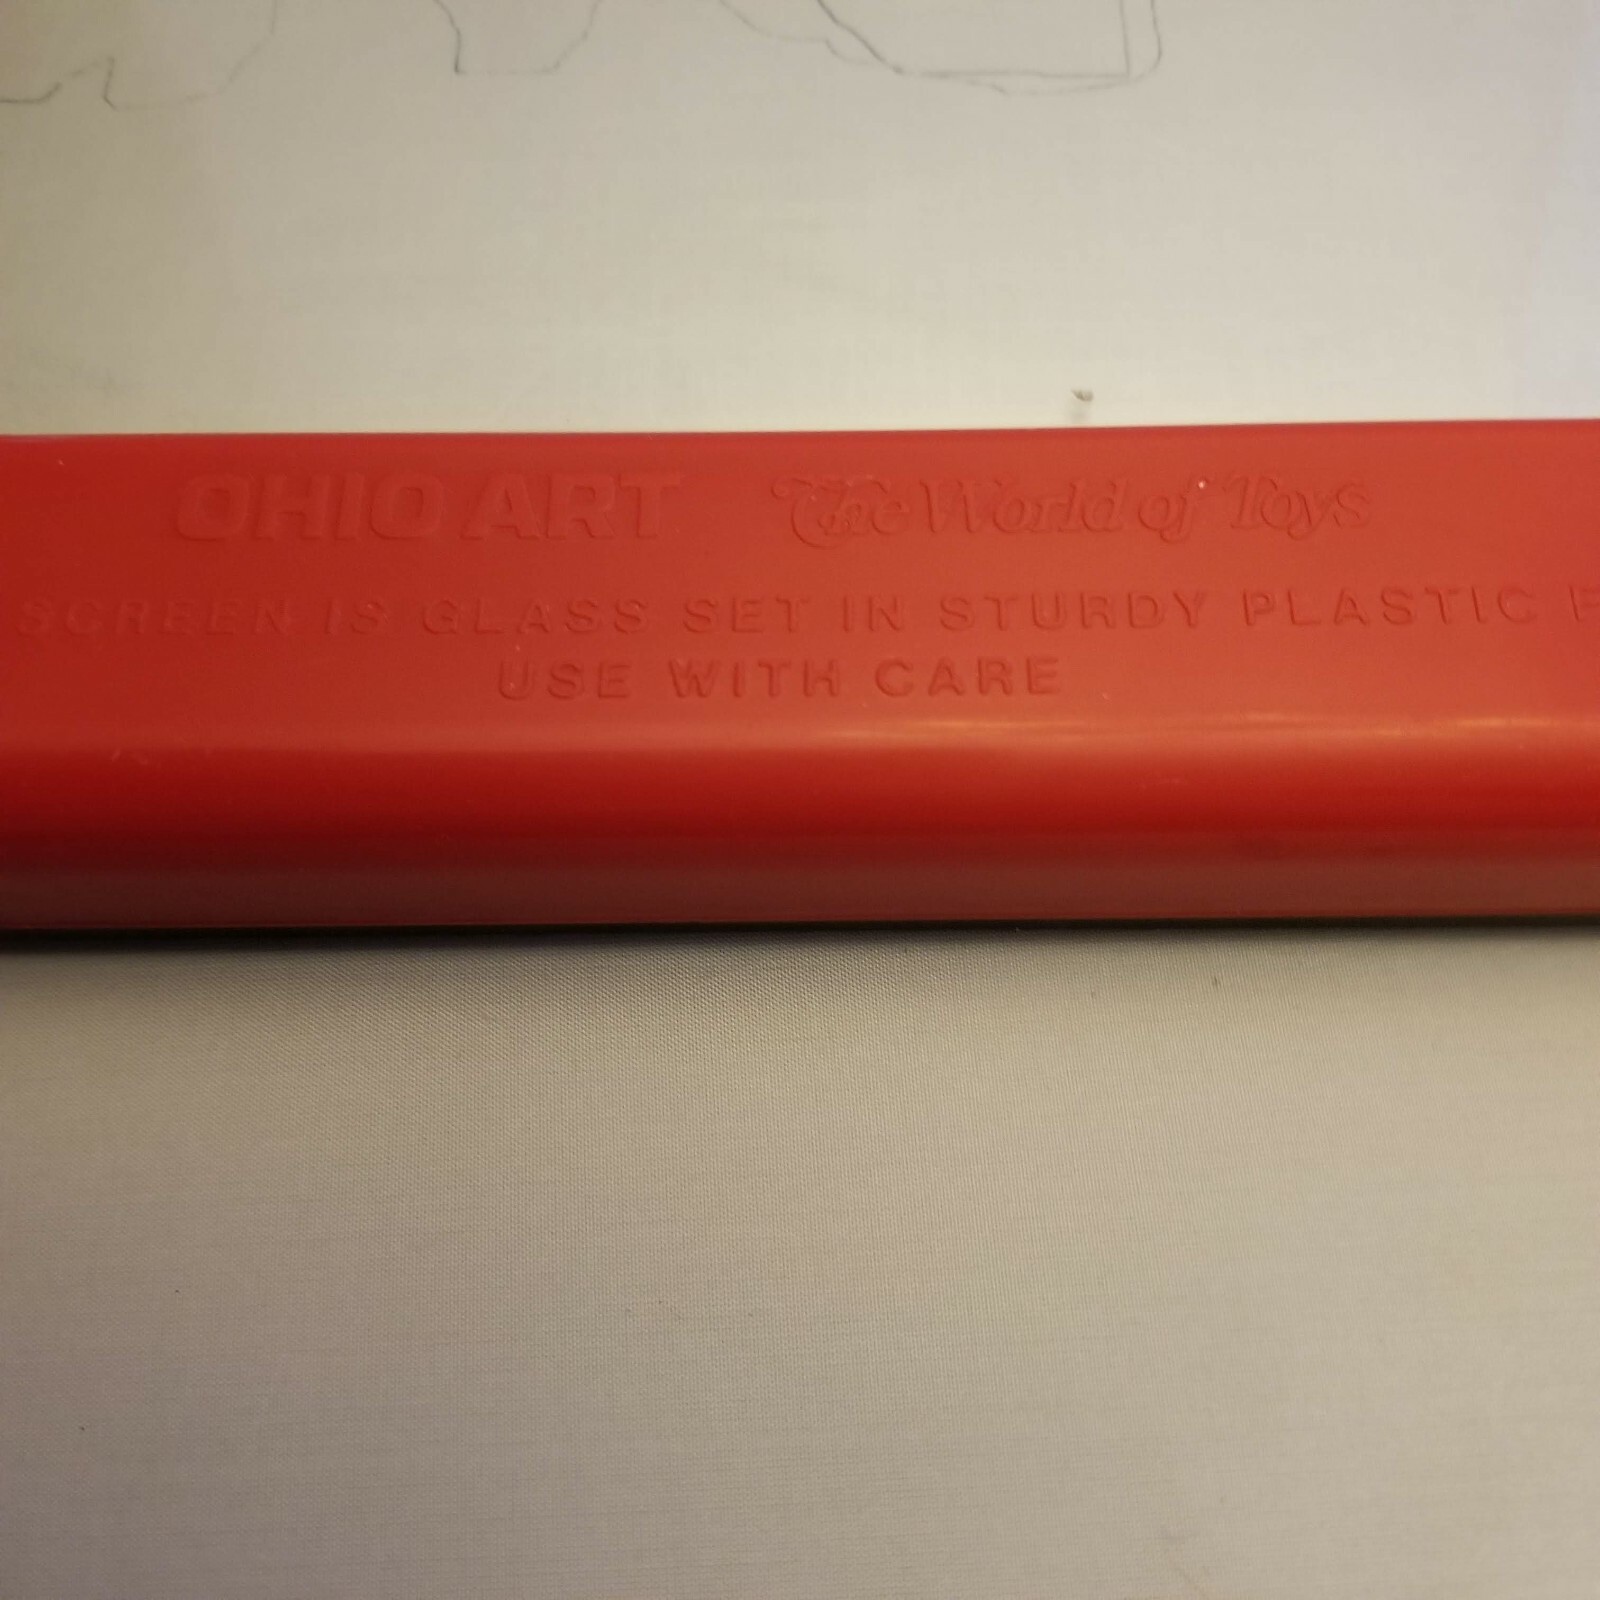 OHIO ART The World of Toys
SCREEN IS GLASS SET IN STURDY PLASTIC F
USE WITH CARE